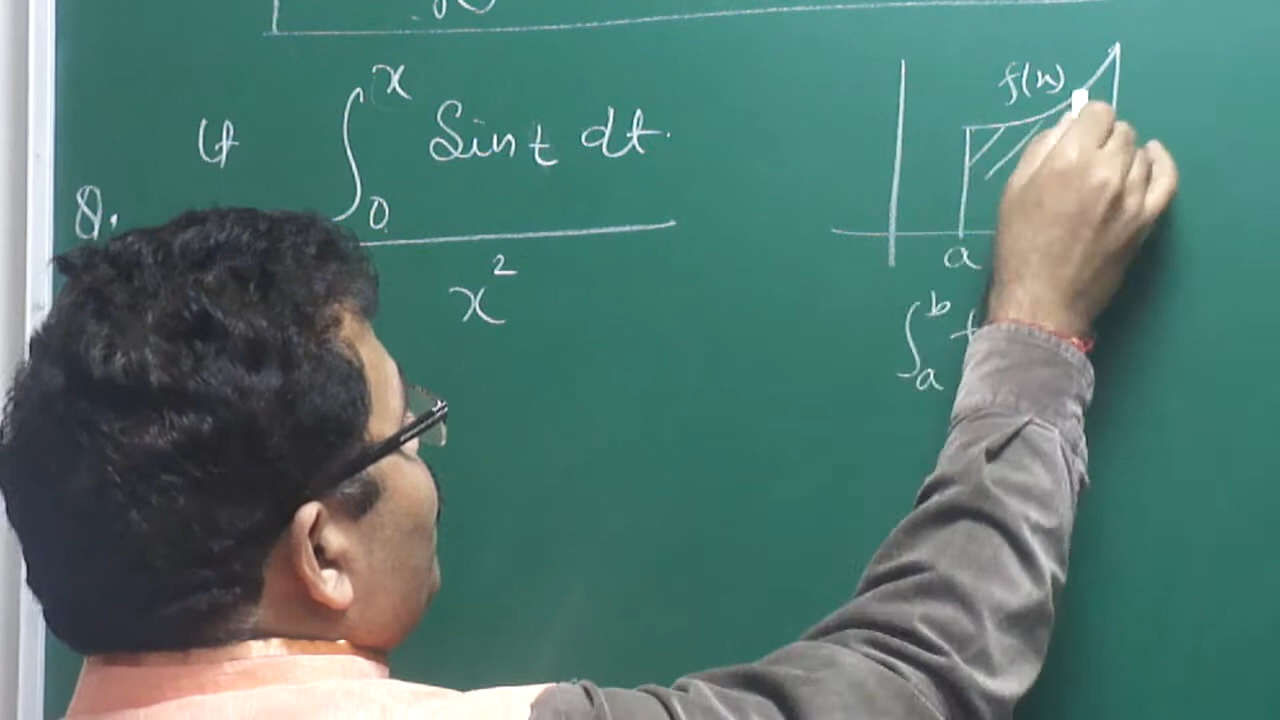 Q. Lt ∫₀ˣ Sin t dt.
x²
f(x)
a
∫ₐᵇ f